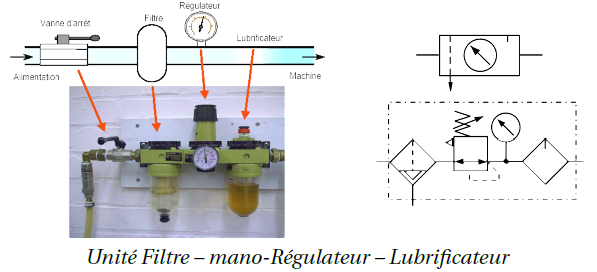 Vanne d'arrêt
Filtre
Régulateur
Lubrificateur
Alimentation
Machine
Unité Filtre – mano-Régulateur – Lubrificateur